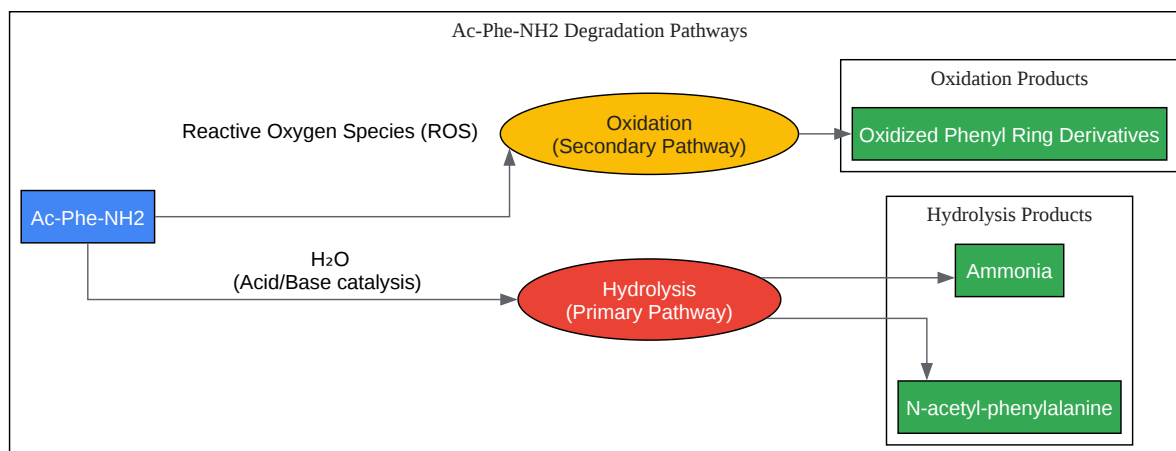 Ac-Phe-NH2 Degradation Pathways
Oxidation Products
Reactive Oxygen Species (ROS)
Oxidation
(Secondary Pathway)
Oxidized Phenyl Ring Derivatives
Ac-Phe-NH2
H₂O
(Acid/Base catalysis)
Hydrolysis
(Primary Pathway)
Hydrolysis Products
Ammonia
N-acetyl-phenylalanine